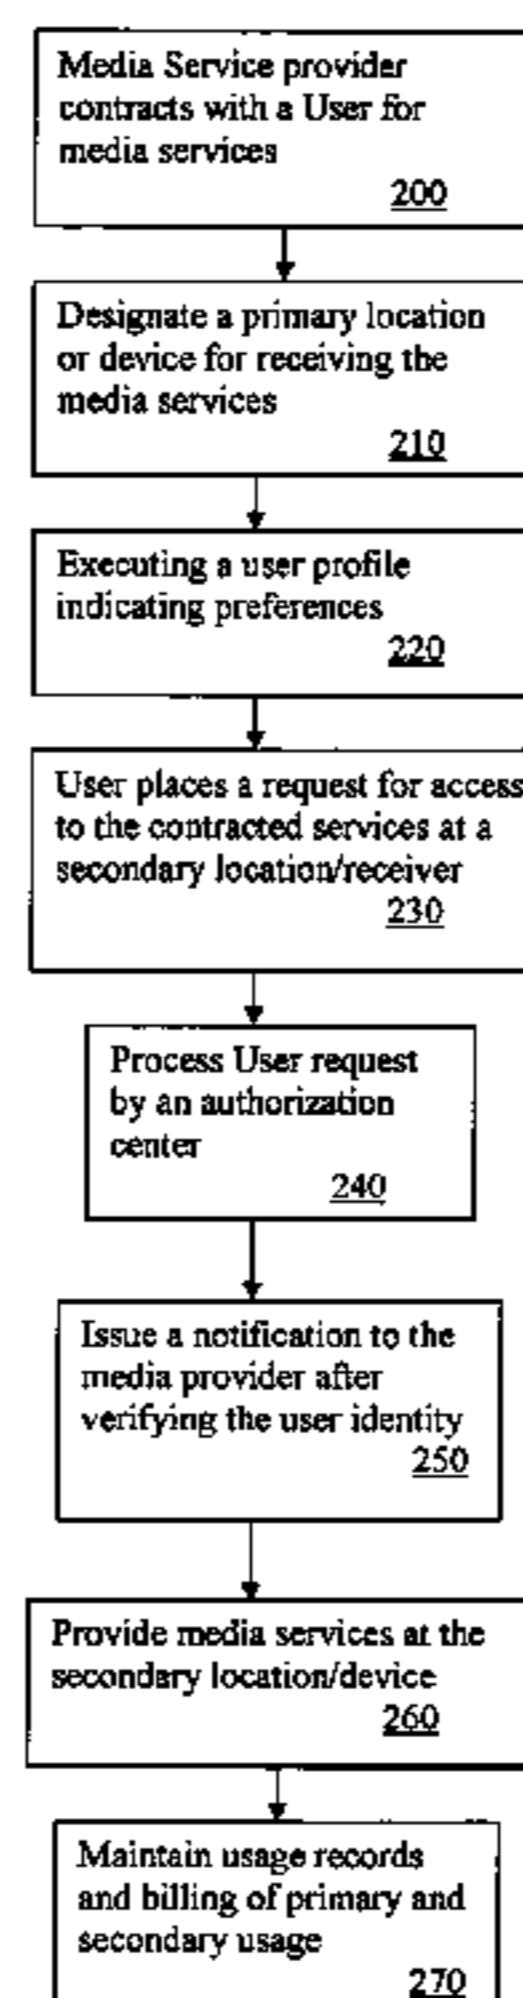 Media Service provider
contracts with a User for
media services
200
Designate a primary location
or device for receiving the
media services
210
Executing a user profile
indicating preferences
220
User places a request for access
to the contracted services at a
secondary location/receiver
230
Process User request
by an authorization
center
240
Issue a notification to the
media provider after
verifying the user identity
250
Provide media services at the
secondary location/device
260
Maintain usage records
and billing of primary and
secondary usage
270